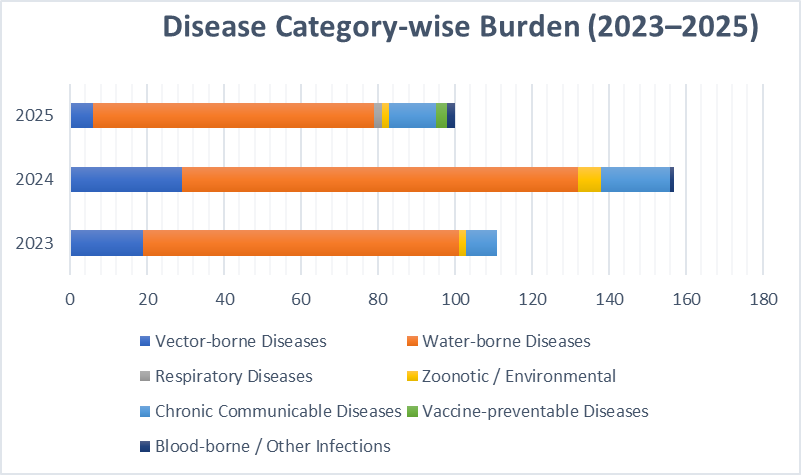 Disease Category-wise Burden (2023–2025)
2025
2024
2023
0 20 40 60 80 100 120 140 160 180
Vector-borne Diseases Water-borne Diseases
Respiratory Diseases Zoonotic / Environmental
Chronic Communicable Diseases Vaccine-preventable Diseases
Blood-borne / Other Infections